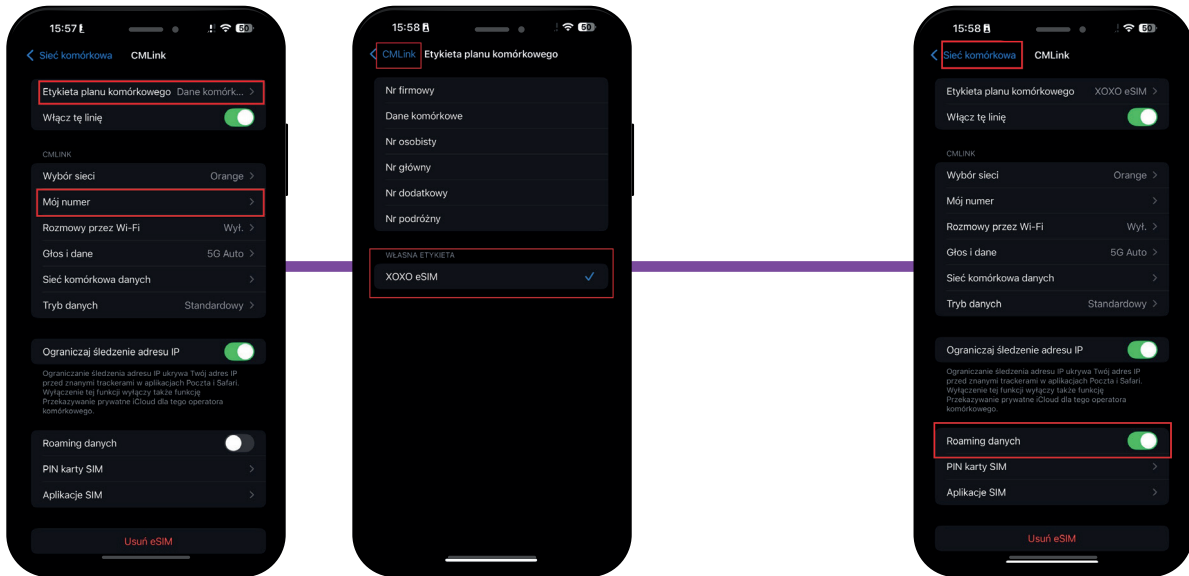 15:57
50
Sieć komórkowa CMLink
Etykieta planu komórkowego Dane komórk...
Włącz tę linię
CMLINK
Wybór sieci Orange
Mój numer
Rozmowy przez Wi-Fi Wył.
Głos i dane 5G Auto
Sieć komórkowa danych
Tryb danych Standardowy
Ograniczaj śledzenie adresu IP
Ograniczanie śledzenia adresu IP ukrywa Twój adres IP
przed znanymi trackerami w aplikacjach Poczta i Safari.
Wyłączenie tej funkcji wyłączy także funkcję
Przekazywanie prywatne iCloud dla tego operatora
komórkowego.
Roaming danych
PIN karty SIM
Aplikacje SIM
Usuń eSIM
15:58
50
CMLink Etykieta planu komórkowego
Nr firmowy
Dane komórkowe
Nr osobisty
Nr główny
Nr dodatkowy
Nr podróżny
WŁASNA ETYKIETA
XOXO eSIM
15:58
50
Sieć komórkowa CMLink
Etykieta planu komórkowego XOXO eSIM
Włącz tę linię
CMLINK
Wybór sieci Orange
Mój numer
Rozmowy przez Wi-Fi Wył.
Głos i dane 5G Auto
Sieć komórkowa danych
Tryb danych Standardowy
Ograniczaj śledzenie adresu IP
Ograniczanie śledzenia adresu IP ukrywa Twój adres IP
przed znanymi trackerami w aplikacjach Poczta i Safari.
Wyłączenie tej funkcji wyłączy także funkcję
Przekazywanie prywatne iCloud dla tego operatora
komórkowego.
Roaming danych
PIN karty SIM
Aplikacje SIM
Usuń eSIM